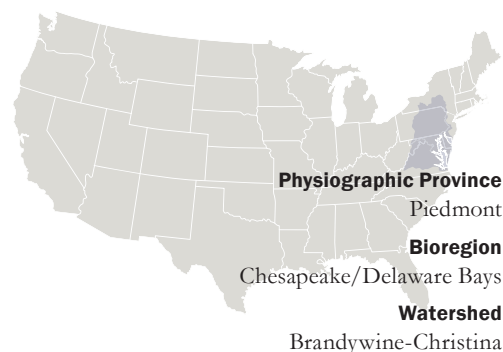 Physiographic Province
Piedmont
Bioregion
Chesapeake/Delaware Bays
Watershed
Brandywine-Christina